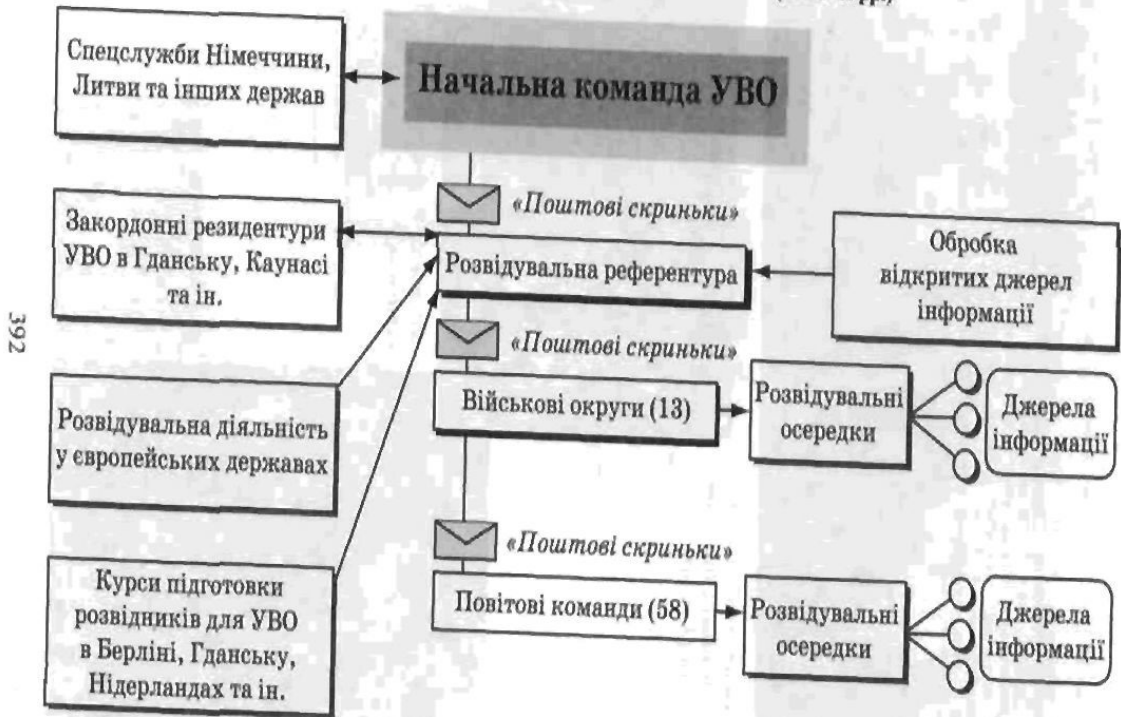 Спецслужби Німеччини,
Литви та інших держав
Начальна команда УВО
«Поштові скриньки»
Закордонні резидентури
УВО в Гданську, Каунасі
та ін.
Розвідувальна референтура
Обробка
відкритих джерел
інформації
«Поштові скриньки»
Розвідувальна діяльність
у європейських державах
Військові округи (13)
Розвідувальні
осередки
Джерела
інформації
«Поштові скриньки»
Курси підготовки
розвідників для УВО
в Берліні, Гданську,
Нідерландах та ін.
Повітові команди (58)
Розвідувальні
осередки
Джерела
інформації
392